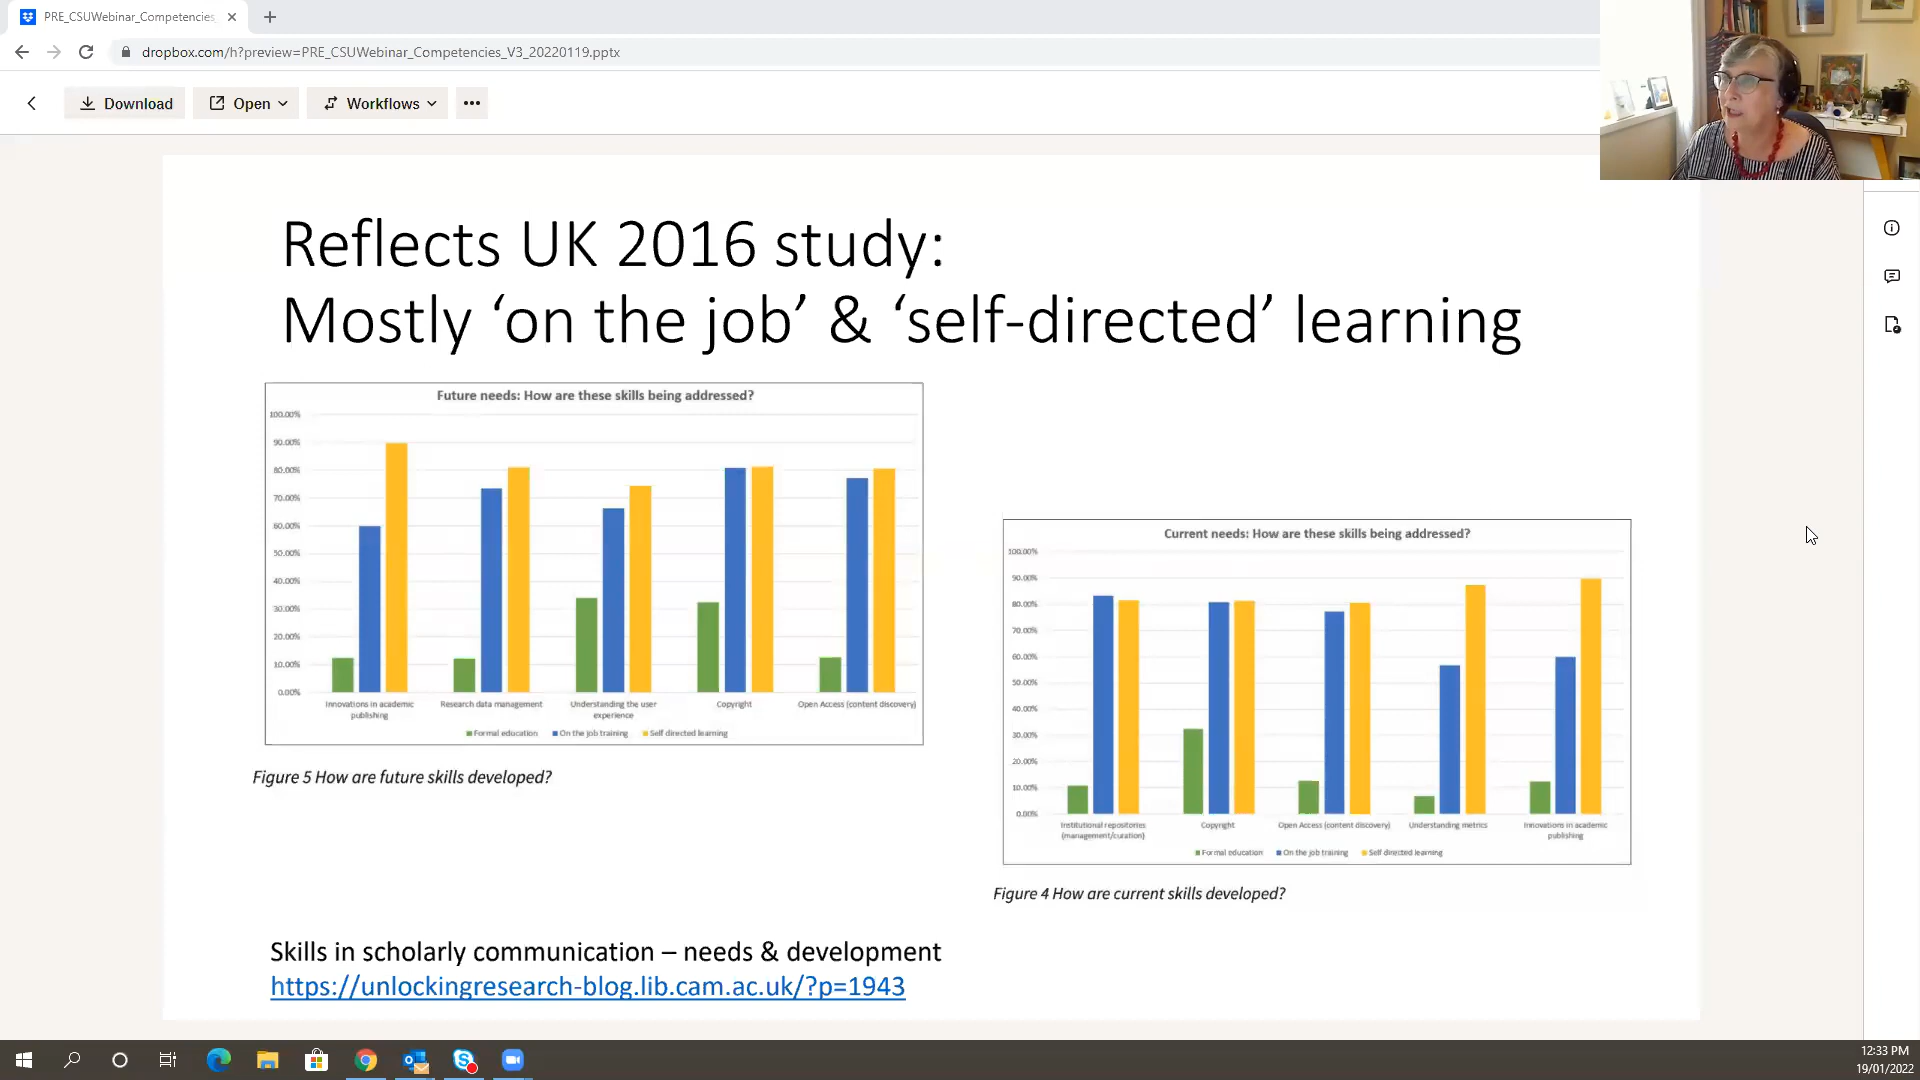 PRE_CSUWebinar_Competencies_
dropbox.com/h?preview=PRE_CSUWebinar_Competencies_V3_20220119.pptx
Download
Open
Workflows
Reflects UK 2016 study:
Mostly ‘on the job’ & ‘self-directed’ learning
Future needs: How are these skills being addressed?
100.00%
90.00%
80.00%
70.00%
60.00%
50.00%
40.00%
30.00%
20.00%
10.00%
0.00%
Innovations in academic
publishing
Research data management
Understanding the user
experience
Copyright
Open Access (content discovery)
Formal education
On the job training
Self directed learning
Figure 5 How are future skills developed?
Current needs: How are these skills being addressed?
100.00%
90.00%
80.00%
70.00%
60.00%
50.00%
40.00%
30.00%
20.00%
10.00%
0.00%
Institutional repositories
(management/curation)
Copyright
Open Access (content discovery)
Understanding metrics
Innovations in academic
publishing
Formal education
On the job training
Self directed learning
Figure 4 How are current skills developed?
Skills in scholarly communication – needs & development
https://unlockingresearch-blog.lib.cam.ac.uk/?p=1943
12:33 PM
19/01/2022